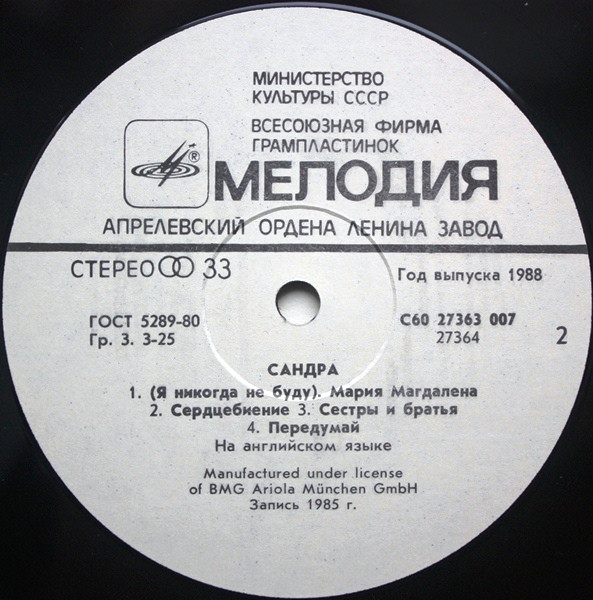 МИНИСТЕРСТВО
КУЛЬТУРЫ СССР
ВСЕСОЮЗНАЯ ФИРМА
ГРАМПЛАСТИНОК
®
МЕЛОДИЯ
АПРЕЛЕВСКИЙ ОРДЕНА ЛЕНИНА ЗАВОД
СТЕРЕО 33
Год выпуска 1988
ГОСТ 5289-80
Гр. 3. 3-25
С60 27363 007
27364
2
САНДРА
1. (Я никогда не буду). Мария Магдалена
2. Сердцебиение 3. Сестры и братья
4. Передумай
На английском языке
Manufactured under license
of BMG Ariola München GmbH
Запись 1985 г.